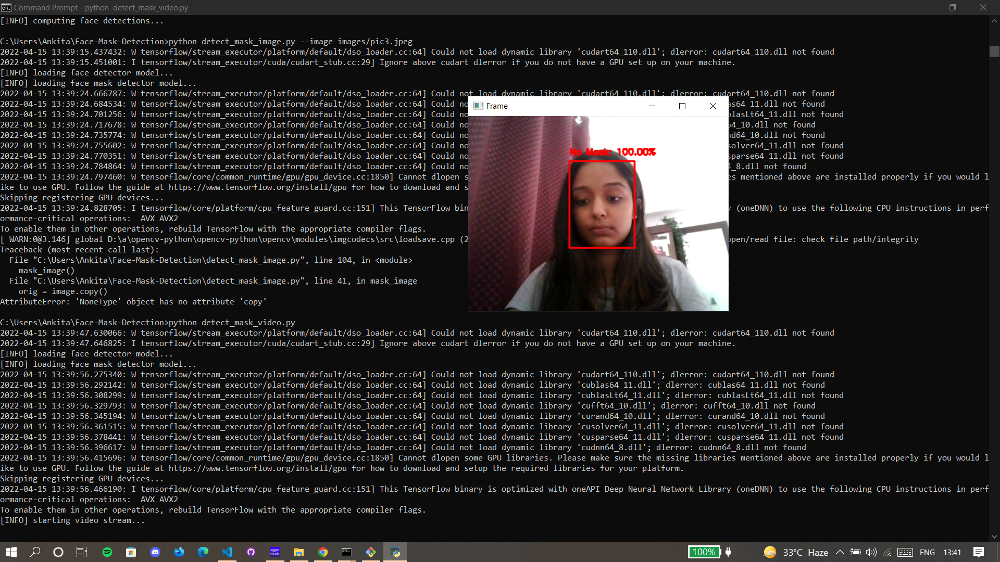 Command Prompt - python  detect_mask_video.py
[INFO] computing face detections...
C:\Users\Ankita\Face-Mask-Detection>python detect_mask_image.py --image images/pic3.jpeg
2022-04-15 13:39:15.437432: W tensorflow/stream_executor/platform/default/dso_loader.cc:64] Could not load dynamic library 'cudart64_110.dll'; dlerror: cudart64_110.dll not found
2022-04-15 13:39:15.451001: I tensorflow/stream_executor/cuda/cudart_stub.cc:29] Ignore above cudart dlerror if you do not have a GPU set up on your machine.
[INFO] loading face detector model...
[INFO] loading face mask detector model...
2022-04-15 13:39:24.666787: W tensorflow/stream_executor/platform/default/dso_loader.cc:64] Could not load dynamic library 'cudart64_110.dll'; dlerror: cudart64_110.dll not found
2022-04-15 13:39:24.684534: W tensorflow/stream_executor/platform/default/dso_loader.cc:64] Could no as64_11.dll not found
2022-04-15 13:39:24.701256: W tensorflow/stream_executor/platform/default/dso_loader.cc:64] Could no blasLt64_11.dll not found
2022-04-15 13:39:24.717678: W tensorflow/stream_executor/platform/default/dso_loader.cc:64] Could no 64_10.dll not found
2022-04-15 13:39:24.735774: W tensorflow/stream_executor/platform/default/dso_loader.cc:64] Could no nd64_10.dll not found
2022-04-15 13:39:24.755602: W tensorflow/stream_executor/platform/default/dso_loader.cc:64] Could no solver64_11.dll not found
2022-04-15 13:39:24.770351: W tensorflow/stream_executor/platform/default/dso_loader.cc:64] Could no sparse64_11.dll not found
2022-04-15 13:39:24.784864: W tensorflow/stream_executor/platform/default/dso_loader.cc:64] Could no 4_8.dll not found
2022-04-15 13:39:24.797460: W tensorflow/core/common_runtime/gpu/gpu_device.cc:1850] Cannot dlopen s es mentioned above are installed properly if you would l
ike to use GPU. Follow the guide at https://www.tensorflow.org/install/gpu for how to download and s
Skipping registering GPU devices...
2022-04-15 13:39:24.828705: I tensorflow/core/platform/cpu_feature_guard.cc:151] This TensorFlow bin y (oneDNN) to use the following CPU instructions in perf
ormance-critical operations:  AVX AVX2
To enable them in other operations, rebuild TensorFlow with the appropriate compiler flags.
[ WARN:0@3.146] global D:\a\opencv-python\opencv-python\opencv\modules\imgcodecs\src\loadsave.cpp (2 open/read file: check file path/integrity
Traceback (most recent call last):
  File "C:\Users\Ankita\Face-Mask-Detection\detect_mask_image.py", line 104, in <module>
    mask_image()
  File "C:\Users\Ankita\Face-Mask-Detection\detect_mask_image.py", line 41, in mask_image
    orig = image.copy()
AttributeError: 'NoneType' object has no attribute 'copy'
Frame
No Mask: 100.00%
C:\Users\Ankita\Face-Mask-Detection>python detect_mask_video.py
2022-04-15 13:39:47.630066: W tensorflow/stream_executor/platform/default/dso_loader.cc:64] Could not load dynamic library 'cudart64_110.dll'; dlerror: cudart64_110.dll not found
2022-04-15 13:39:47.646825: I tensorflow/stream_executor/cuda/cudart_stub.cc:29] Ignore above cudart dlerror if you do not have a GPU set up on your machine.
[INFO] loading face detector model...
[INFO] loading face mask detector model...
2022-04-15 13:39:56.275340: W tensorflow/stream_executor/platform/default/dso_loader.cc:64] Could not load dynamic library 'cudart64_110.dll'; dlerror: cudart64_110.dll not found
2022-04-15 13:39:56.292142: W tensorflow/stream_executor/platform/default/dso_loader.cc:64] Could not load dynamic library 'cublas64_11.dll'; dlerror: cublas64_11.dll not found
2022-04-15 13:39:56.308299: W tensorflow/stream_executor/platform/default/dso_loader.cc:64] Could not load dynamic library 'cublasLt64_11.dll'; dlerror: cublasLt64_11.dll not found
2022-04-15 13:39:56.329793: W tensorflow/stream_executor/platform/default/dso_loader.cc:64] Could not load dynamic library 'cufft64_10.dll'; dlerror: cufft64_10.dll not found
2022-04-15 13:39:56.345194: W tensorflow/stream_executor/platform/default/dso_loader.cc:64] Could not load dynamic library 'curand64_10.dll'; dlerror: curand64_10.dll not found
2022-04-15 13:39:56.361515: W tensorflow/stream_executor/platform/default/dso_loader.cc:64] Could not load dynamic library 'cusolver64_11.dll'; dlerror: cusolver64_11.dll not found
2022-04-15 13:39:56.378441: W tensorflow/stream_executor/platform/default/dso_loader.cc:64] Could not load dynamic library 'cusparse64_11.dll'; dlerror: cusparse64_11.dll not found
2022-04-15 13:39:56.396617: W tensorflow/stream_executor/platform/default/dso_loader.cc:64] Could not load dynamic library 'cudnn64_8.dll'; dlerror: cudnn64_8.dll not found
2022-04-15 13:39:56.415696: W tensorflow/core/common_runtime/gpu/gpu_device.cc:1850] Cannot dlopen some GPU libraries. Please make sure the missing libraries mentioned above are installed properly if you would l
ike to use GPU. Follow the guide at https://www.tensorflow.org/install/gpu for how to download and setup the required libraries for your platform.
Skipping registering GPU devices...
2022-04-15 13:39:56.466190: I tensorflow/core/platform/cpu_feature_guard.cc:151] This TensorFlow binary is optimized with oneAPI Deep Neural Network Library (oneDNN) to use the following CPU instructions in perf
ormance-critical operations:  AVX AVX2
To enable them in other operations, rebuild TensorFlow with the appropriate compiler flags.
[INFO] starting video stream...
amazon music
100% 33°C Haze ENG 13:41